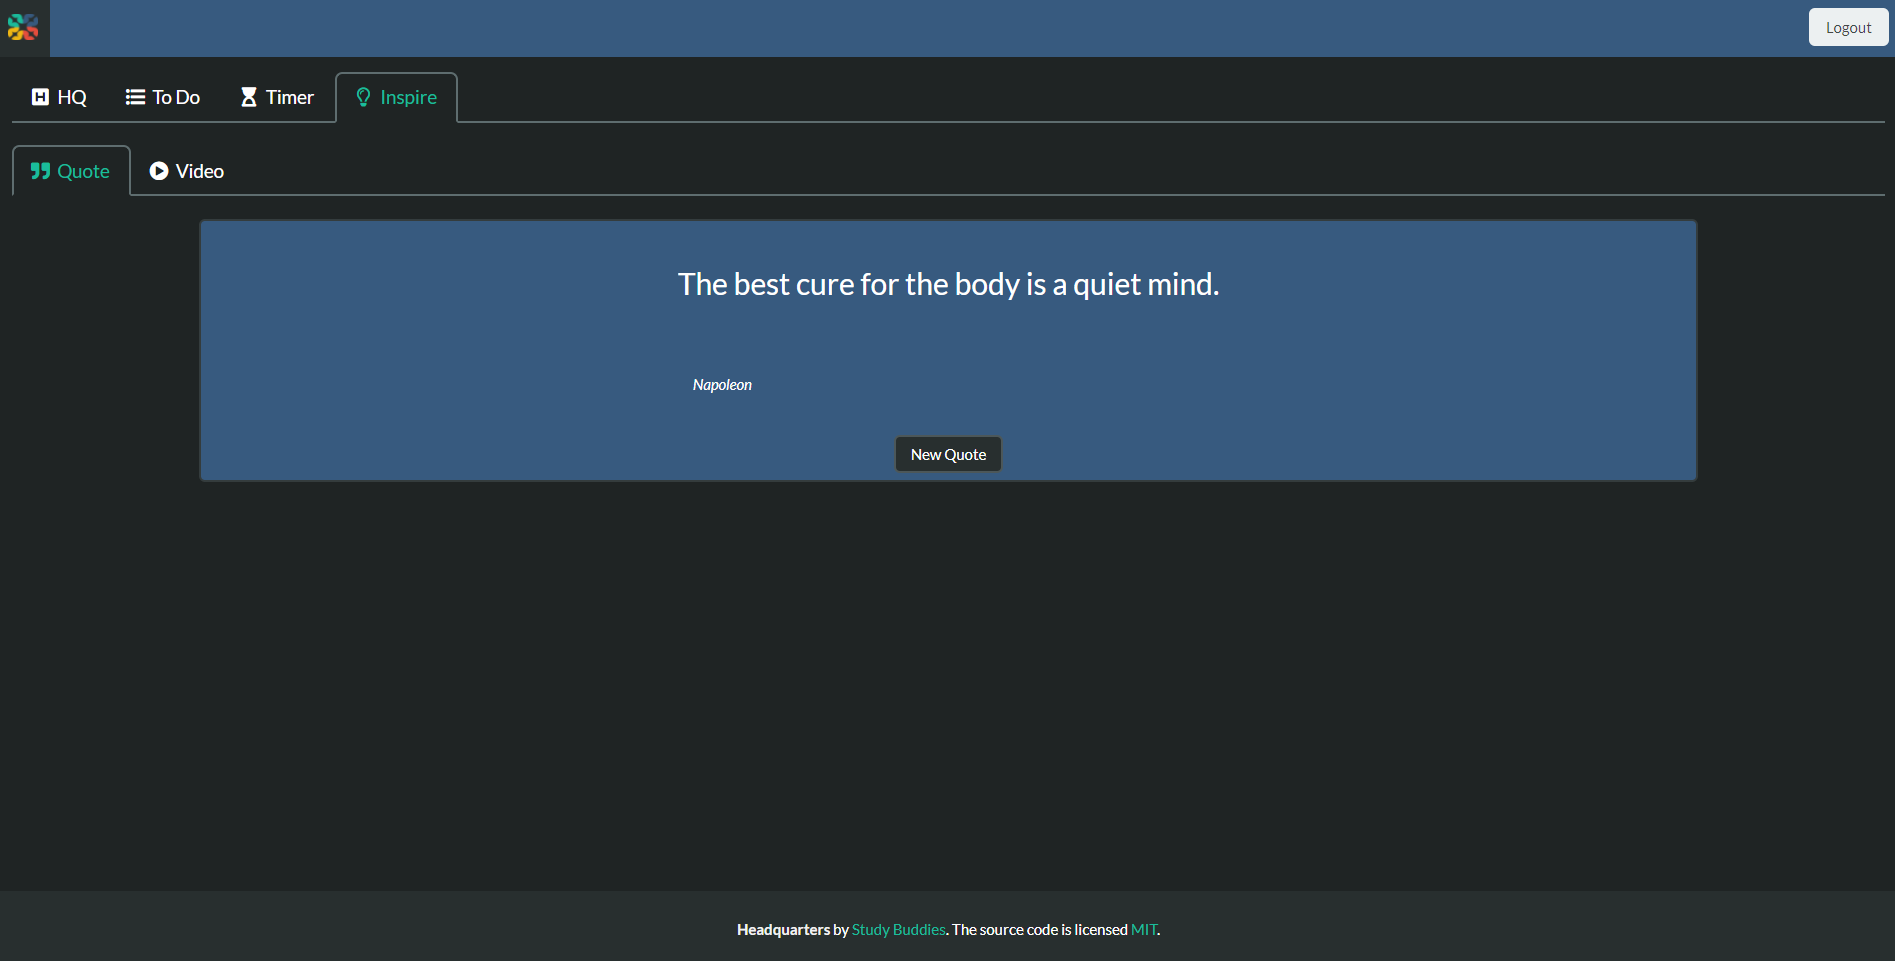 Logout
HQ To Do Timer Inspire
Quote Video
The best cure for the body is a quiet mind.
Napoleon
New Quote
Headquarters by Study Buddies. The source code is licensed MIT.